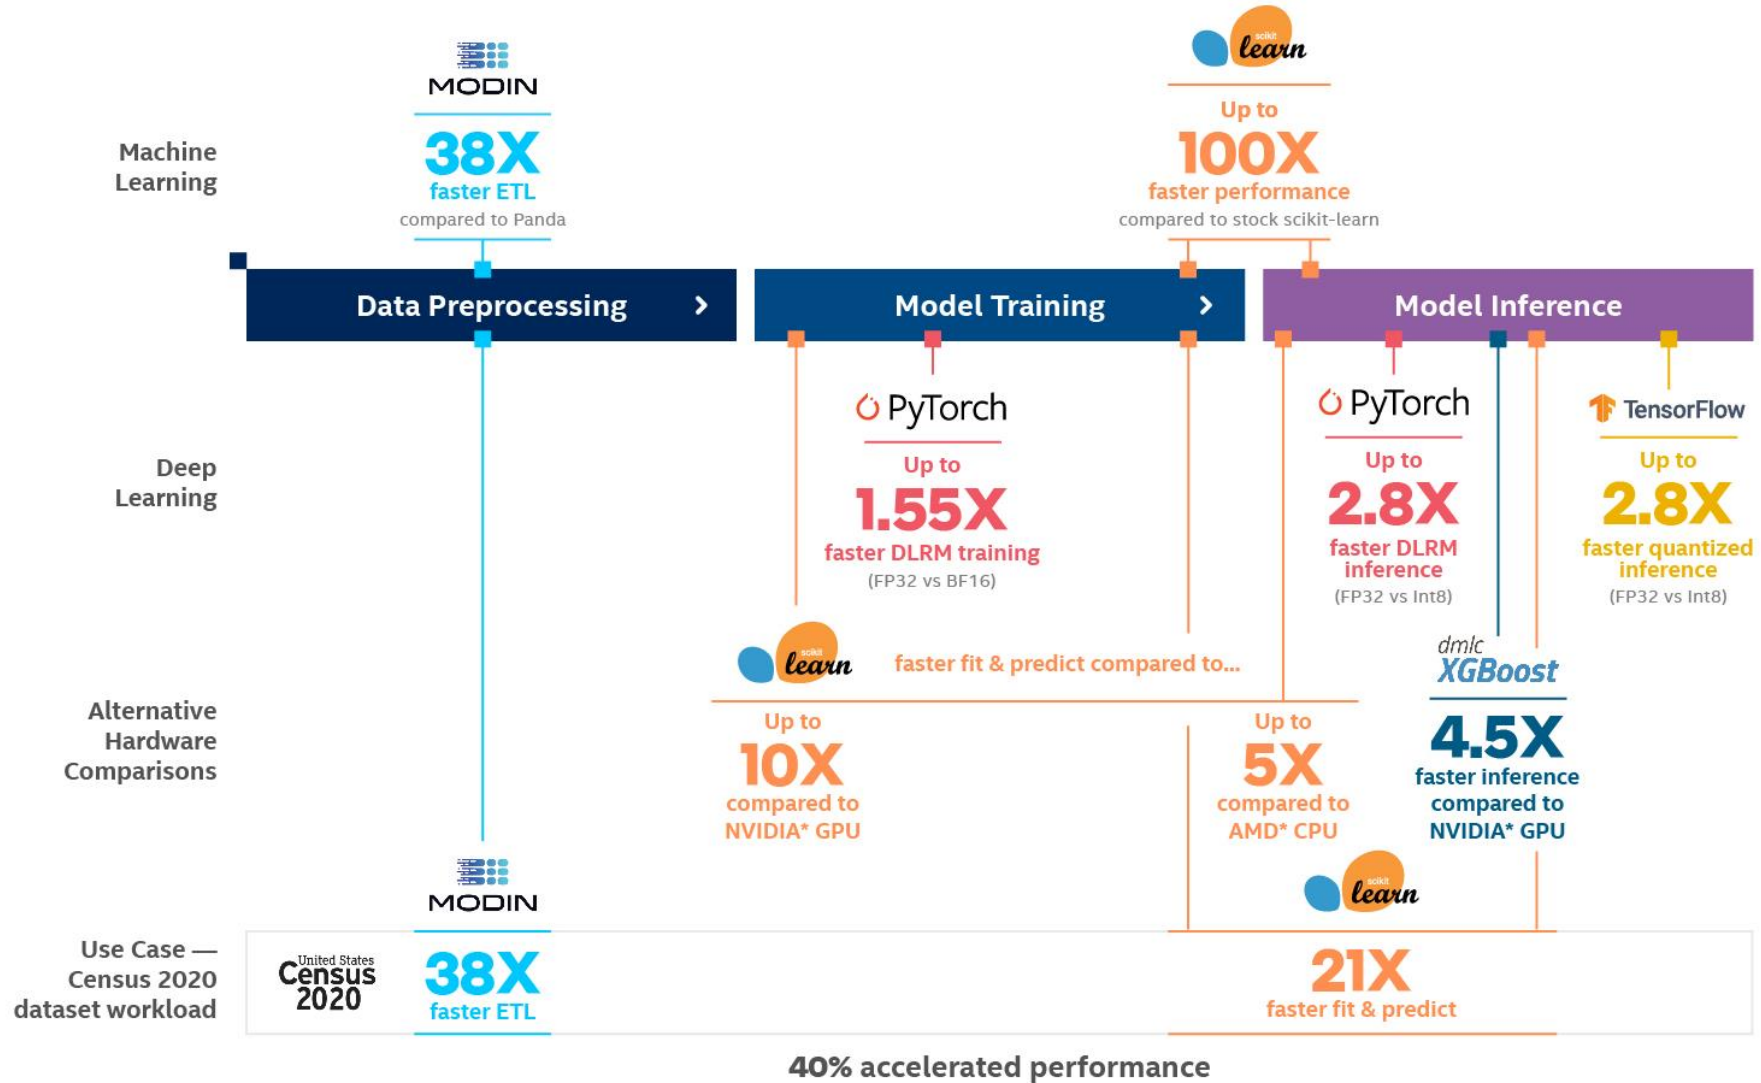 MODIN
38X
faster ETL
compared to Panda
scikit
learn
Up to
100X
faster performance
compared to stock scikit-learn
Machine
Learning
Data Preprocessing
Model Training
Model Inference
Deep
Learning
PyTorch
Up to
1.55X
faster DLRM training
(FP32 vs BF16)
PyTorch
Up to
2.8X
faster DLRM
inference
(FP32 vs Int8)
TensorFlow
Up to
2.8X
faster quantized
inference
(FP32 vs Int8)
Alternative
Hardware
Comparisons
scikit
learn
faster fit & predict compared to...
Up to
10X
compared to
NVIDIA* GPU
Up to
5X
compared to
AMD* CPU
dmlc
XGBoost
4.5X
faster inference
compared to
NVIDIA* GPU
Use Case —
Census 2020
dataset workload
United States
Census
2020
MODIN
38X
faster ETL
scikit
learn
21X
faster fit & predict
40% accelerated performance